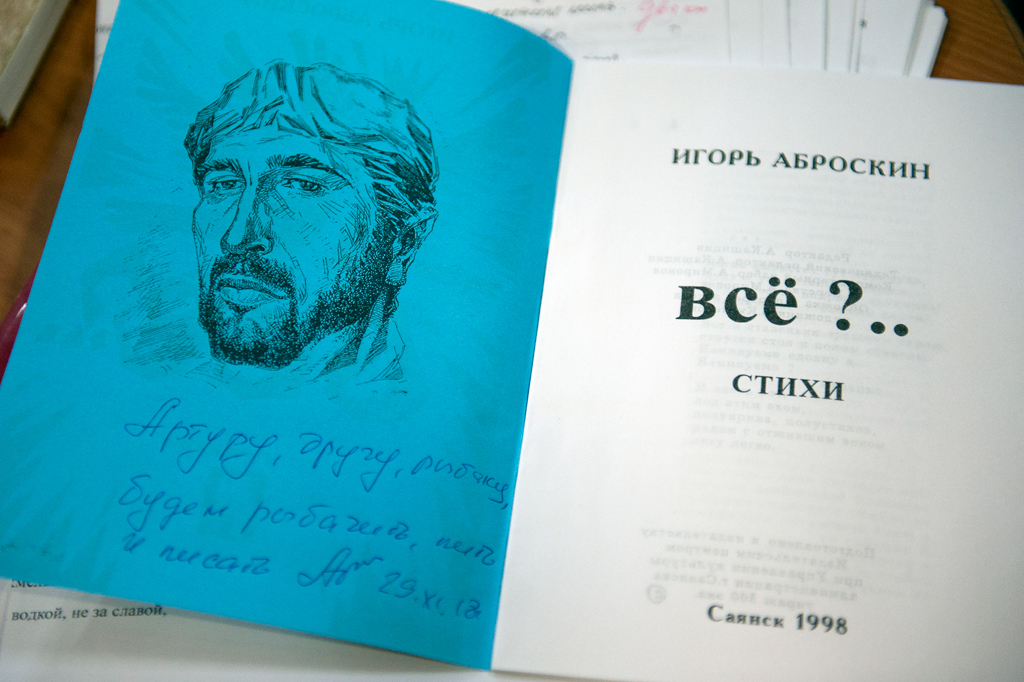 Артуру, другу, рыбаку,
будем рыбачить, пить
и писать 29.XI.12
водкой, не за славой,
ИГОРЬ АБРОСКИН
всё ?..
СТИХИ
Саянск 1998